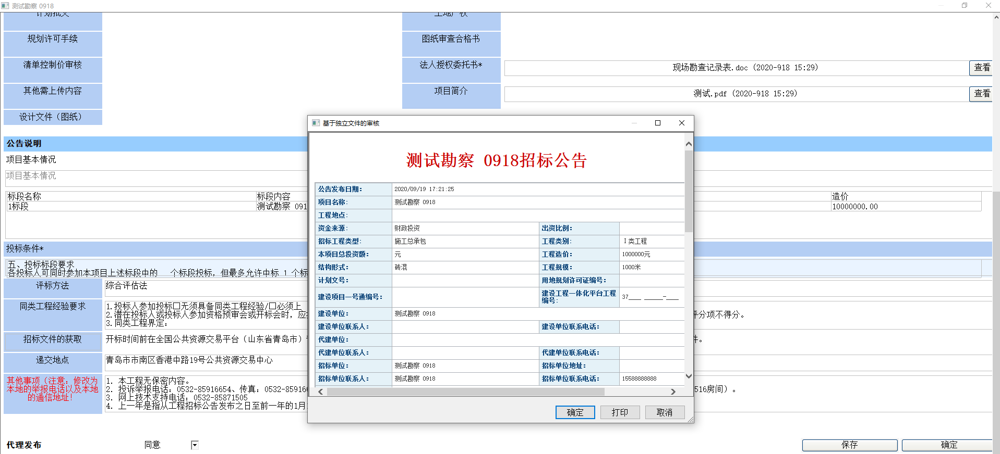 测试勘察 0918
规划许可手续
图纸审查合格书
清单控制价审核
法人授权委托书*
现场勘查记录表.doc (2020-918 15:29)
查看
其他需上传内容
项目简介
测试.pdf (2020-918 15:29)
查看
设计文件（图纸）
公告说明
项目基本情况
项目基本情况
标段名称
标段内容
造价
1标段
测试勘察 091
10000000.00
投标条件*
五、投标标段要求
各投标人可同时参加本项目上述标段中的 个标段投标，但最多允许中标 1 个标
评标方法
综合评估法
同类工程经验要求
1.投标人参加投标口无须具备同类工程经验/口必须上
2.潜在投标人或投标人参加资格预审会或开标会时，应
评分项不得分。
3.同类工程界定：
招标文件的获取
开标时间前在全国公共资源交易平台（山东省青岛市）
件。
递交地点
青岛市市南区香港中路19号公共资源交易中心
其他事项（注意：修改为
本地的举报电话以及本地
的通信地址！
1. 本工程无保密内容。
2. 投诉举报电话：0532-85916654、传真：0532-85916
516房间）。
3. 网上技术支持电话：0532-85871505
4. 上一年是指从工程招标公告发布之日至前一年的1月
代理发布
同意
保存
确定
基于独立文件的审核
测试勘察 0918招标公告
公告发布日期：
2020/09/19 17:21:25
项目名称：
测试勘察 0918
工程地点：
资金来源：
财政投资
出资比例：
招标工程类型：
施工总承包
工程类别：
Ⅰ类工程
本项目总投资额：
元
工程造价：
1000000元
结构形式：
砖混
工程规模：
1000米
计划文号：
用地规划许可证编号：
建设项目一号通编号：
建设工程一体化平台工程
编号：
37____ ______-____
建设单位：
测试勘察 0918
建设单位联系人：
建设单位联系电话：
代建单位：
代建单位联系人：
代建单位联系电话：
招标单位：
测试勘察 0918
招标单位地址：
招标单位联系人：
测试勘察 0918
招标单位联系电话：
15588888888
确定
打印
取消